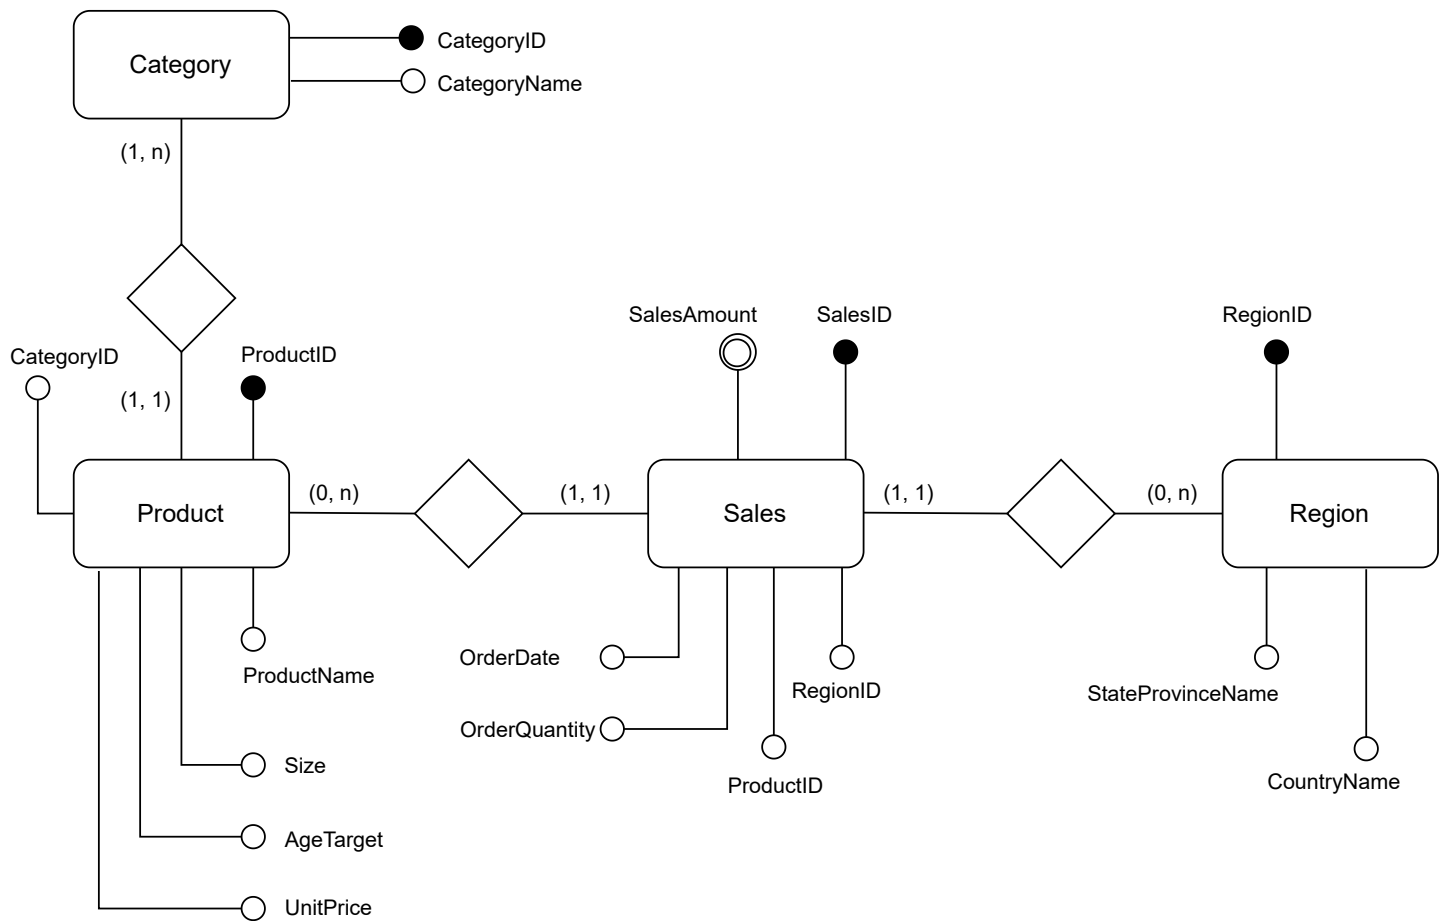 CategoryID
Category
CategoryName
(1, n)
SalesAmount
SalesID
RegionID
CategoryID
ProductID
(1, 1)
(0, n)
(1, 1)
(1, 1)
(0, n)
Product
Sales
Region
OrderDate
ProductName
RegionID
StateProvinceName
OrderQuantity
Size
ProductID
CountryName
AgeTarget
UnitPrice